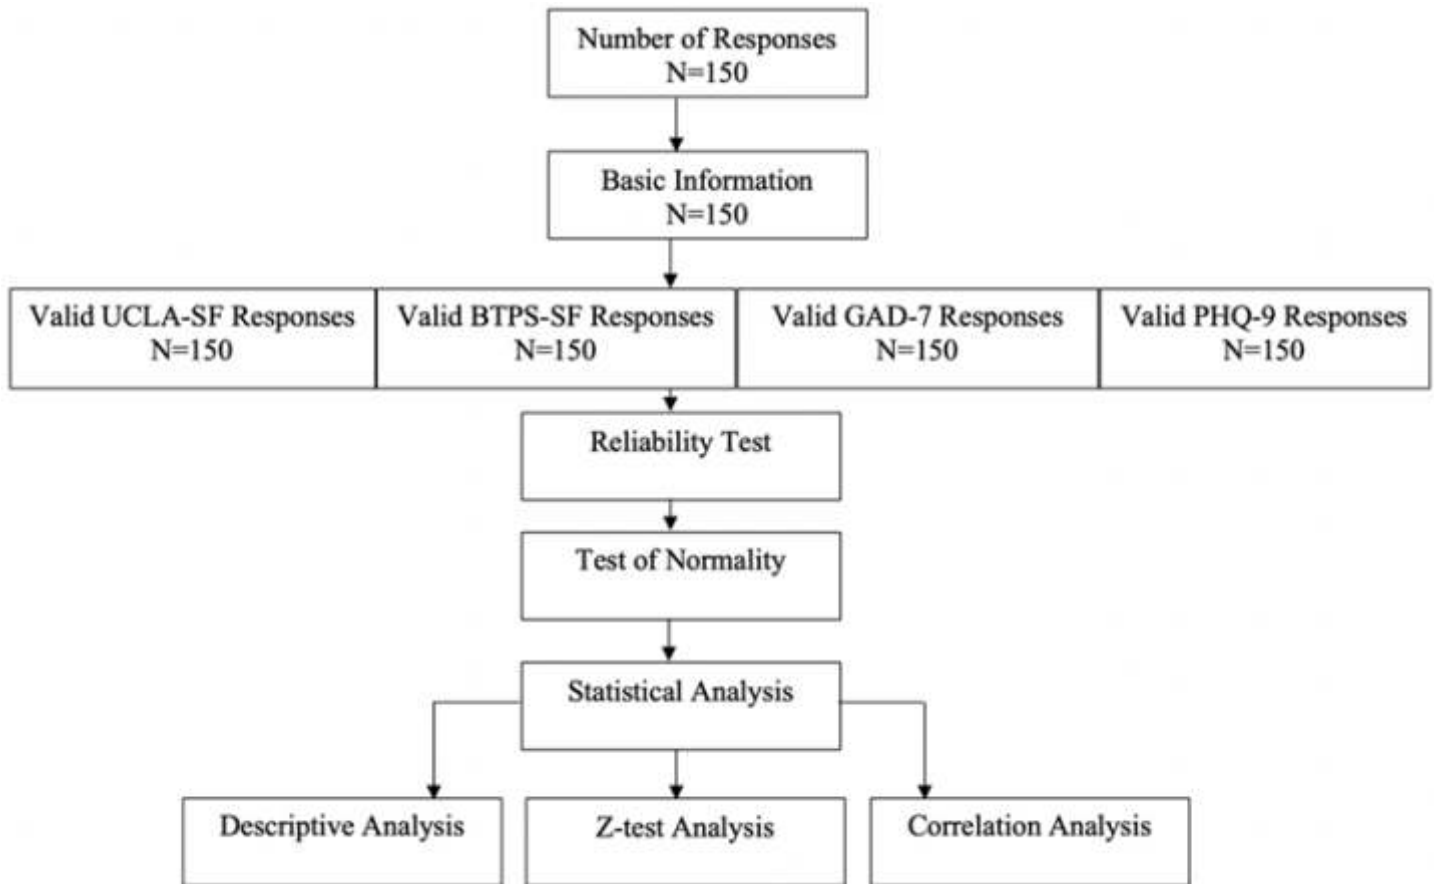 Number of Responses
N=150
Basic Information
N=150
Valid UCLA-SF Responses
N=150
Valid BTPS-SF Responses
N=150
Valid GAD-7 Responses
N=150
Valid PHQ-9 Responses
N=150
Reliability Test
Test of Normality
Statistical Analysis
Descriptive Analysis
Z-test Analysis
Correlation Analysis